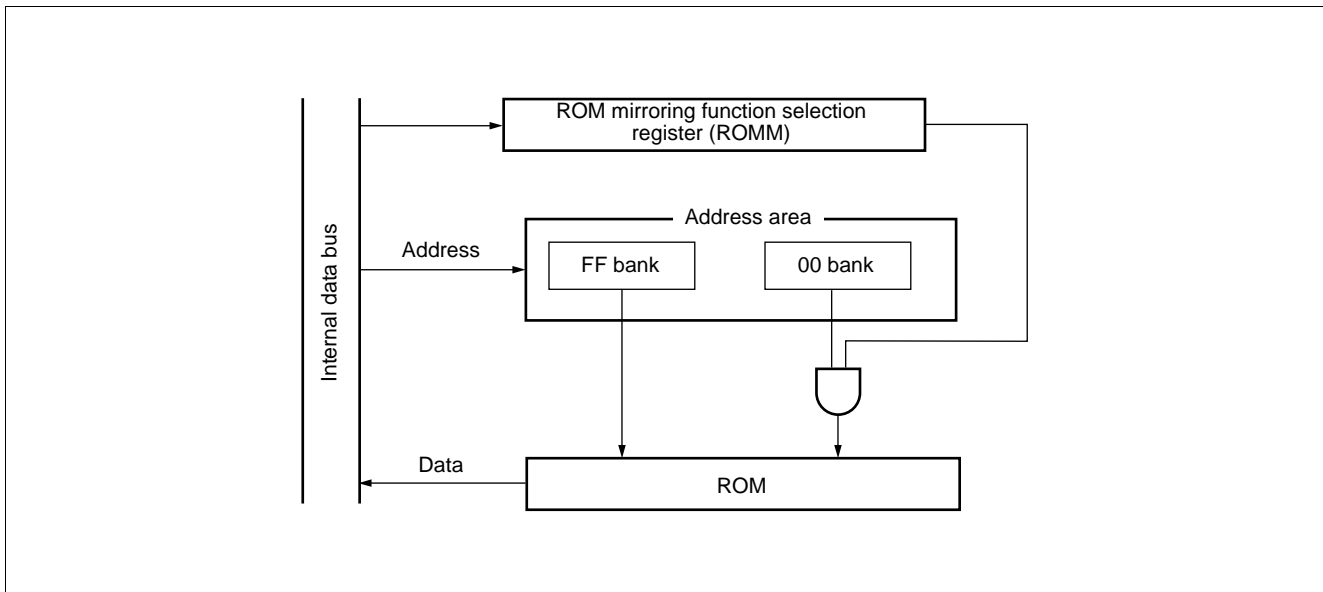 ROM mirroring function selection
register (ROMM)
Address area
Address
FF bank
00 bank
Internal data bus
Data
ROM